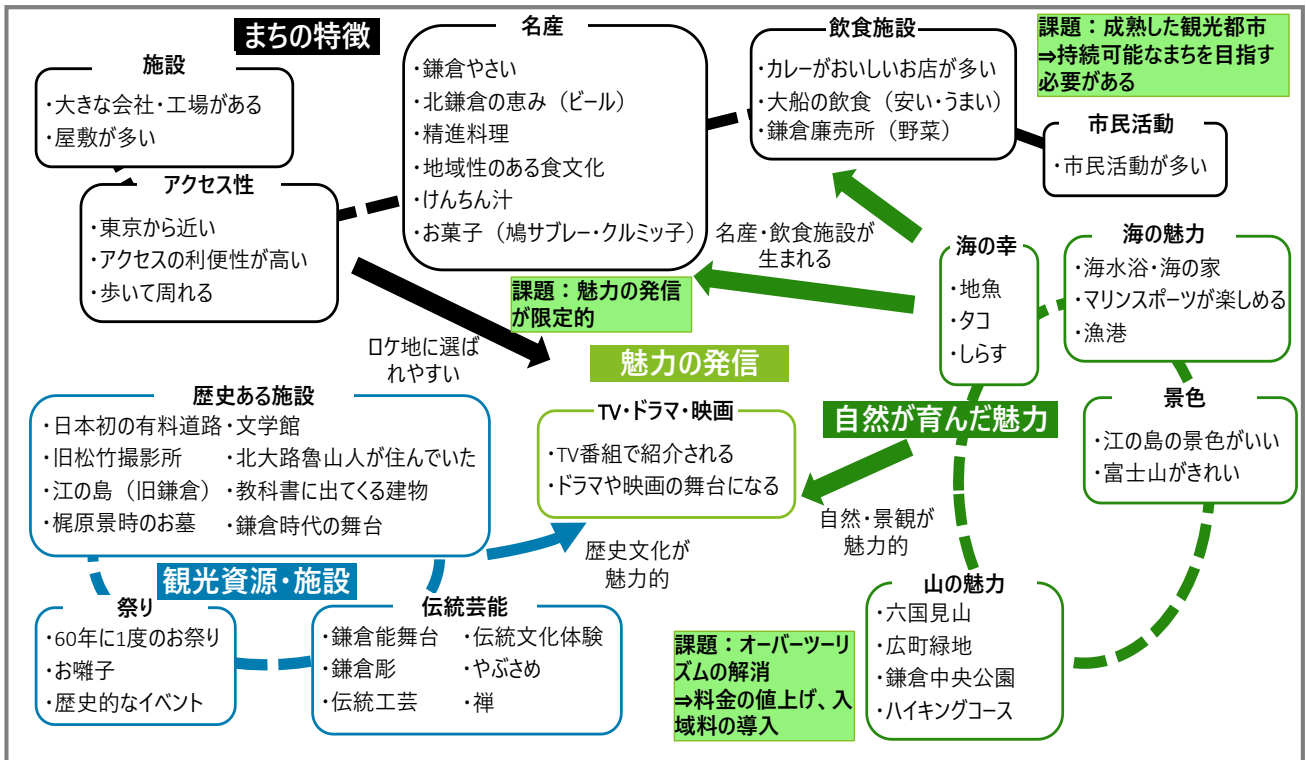 まちの特徴
施設
・大きな会社・工場がある
・屋敷が多い
アクセス性
・東京から近い
・アクセスの利便性が高い
・歩いて周れる
名産
・鎌倉やさい
・北鎌倉の恵み（ビール）
・精進料理
・地域性のある食文化
・けんちん汁
・お菓子（鳩サブレー・クルミッ子）
飲食施設
・カレーがおいしいお店が多い
・大船の飲食（安い・うまい）
・鎌倉廉売所（野菜）
課題：成熟した観光都市
⇒持続可能なまちを目指す
必要がある
市民活動
・市民活動が多い
名産・飲食施設が
生まれる
課題：魅力の発信
が限定的
ロケ地に選ば
れやすい
海の幸
・地魚
・タコ
・しらす
海の魅力
・海水浴・海の家
・マリンスポーツが楽しめる
・漁港
魅力の発信
TV・ドラマ・映画
・TV番組で紹介される
・ドラマや映画の舞台になる
自然が育んだ魅力
景色
・江の島の景色がいい
・富士山がきれい
歴史ある施設
・日本初の有料道路
・旧松竹撮影所
・江の島（旧鎌倉）
・梶原景時のお墓
・文学館
・北大路魯山人が住んでいた
・教科書に出てくる建物
・鎌倉時代の舞台
歴史文化が
魅力的
自然・景観が
魅力的
観光資源・施設
祭り
・60年に1度のお祭り
・お囃子
・歴史的なイベント
伝統芸能
・鎌倉能舞台
・鎌倉彫
・伝統工芸
・伝統文化体験
・やぶさめ
・禅
課題：オーバーツーリ
ズムの解消
⇒料金の値上げ、入
域料の導入
山の魅力
・六国見山
・広町緑地
・鎌倉中央公園
・ハイキングコース